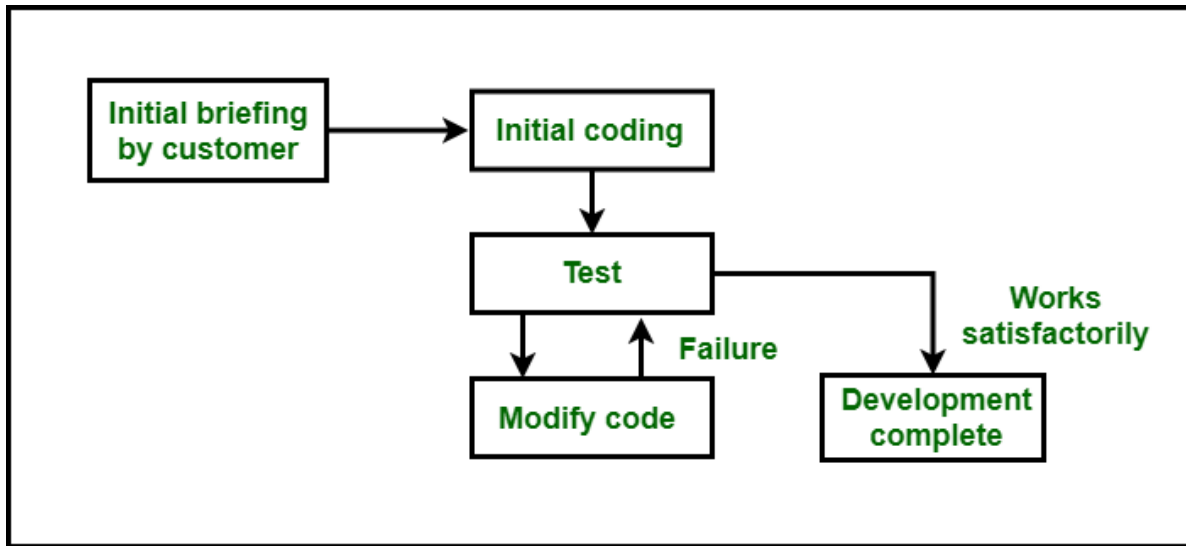 Initial briefing
by customer
Initial coding
Test
Works
satisfactorily
Failure
Modify code
Development
complete